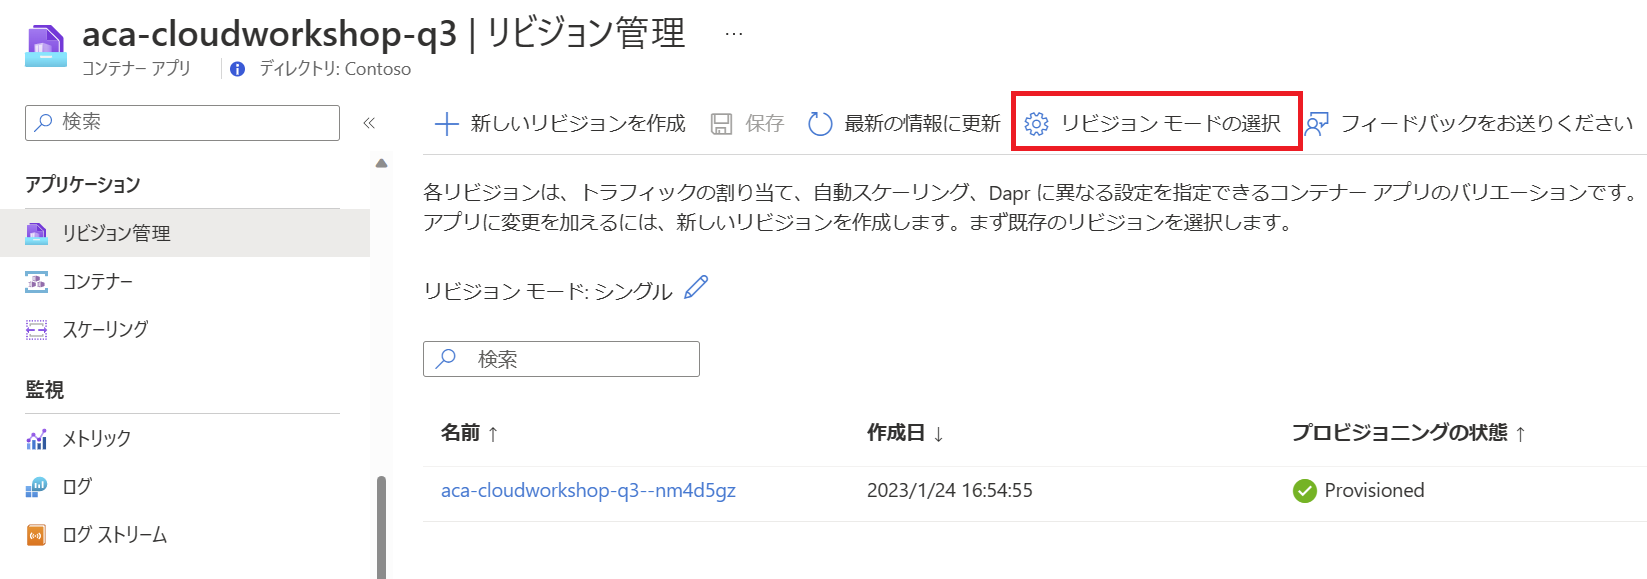 aca-cloudworkshop-q3 | リビジョン管理 …
コンテナー アプリ ディレクトリ: Contoso
検索 «
新しいリビジョンを作成 保存 最新の情報に更新 リビジョン モードの選択 フィードバックをお送りください
アプリケーション
リビジョン管理
コンテナー
スケーリング
監視
メトリック
ログ
ログ ストリーム
各リビジョンは、トラフィックの割り当て、自動スケーリング、Dapr に異なる設定を指定できるコンテナー アプリのバリエーションです。
アプリに変更を加えるには、新しいリビジョンを作成します。まず既存のリビジョンを選択します。
リビジョン モード: シングル
検索
名前 ↑ 作成日 ↓ プロビジョニングの状態 ↑
aca-cloudworkshop-q3--nm4d5gz 2023/1/24 16:54:55 Provisioned